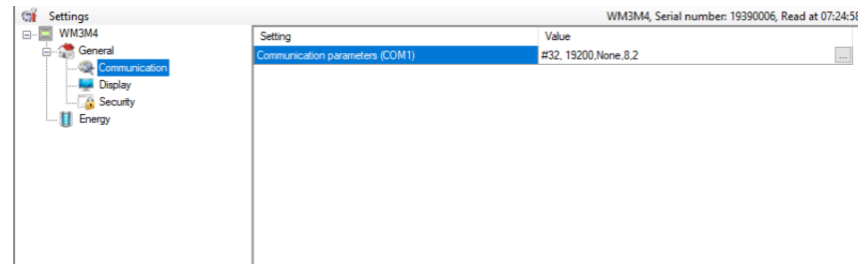 Settings
WM3M4, Serial number: 19390006, Read at 07:24:58
WM3M4
General
Communication
Display
Security
Energy
Setting Value
Communication parameters (COM1) #32, 19200,None,8,2 ...